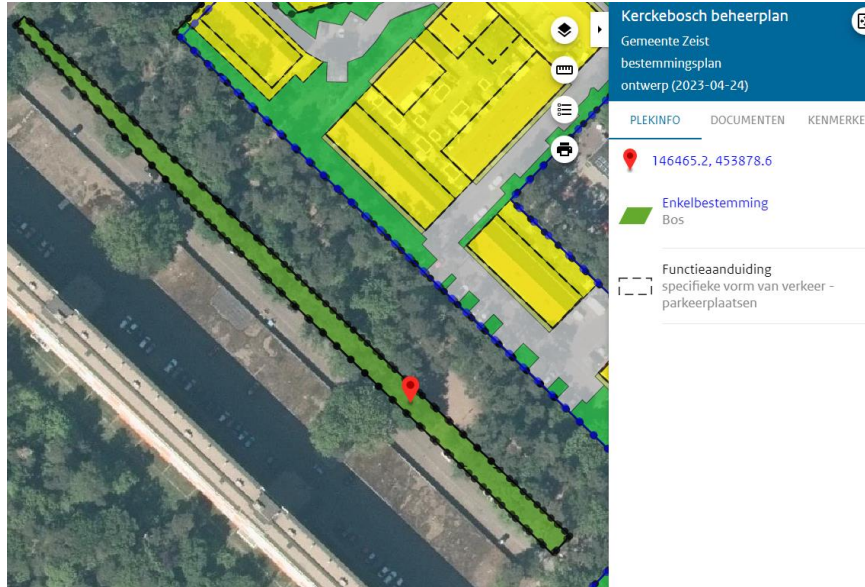 Kerckebosch beheerplan
Gemeente Zeist
bestemmingsplan
ontwerp (2023-04-24)
PLEKINFO DOCUMENTEN KENMERKE
146465.2, 453878.6
Enkelbestemming
Bos
Functieaanduiding
specifieke vorm van verkeer -
parkeerplaatsen